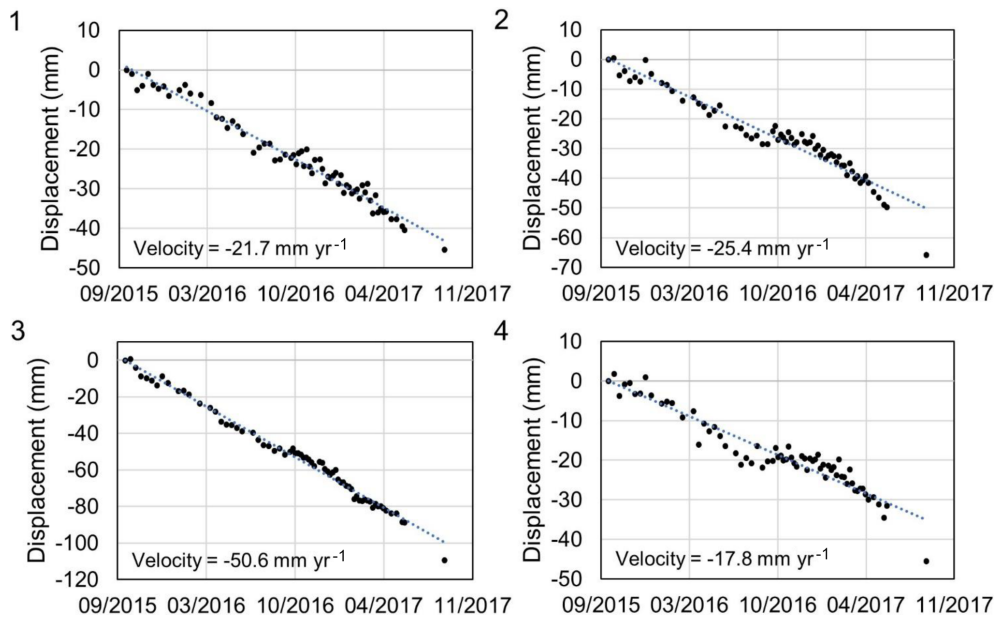 1
Displacement (mm)
10
0
-10
-20
-30
-40
-50
Velocity = -21.7 mm yr-1
09/2015 03/2016 10/2016 04/2017 11/2017
2
Displacement (mm)
10
0
-10
-20
-30
-40
-50
-60
-70
Velocity = -25.4 mm yr-1
09/2015 03/2016 10/2016 04/2017 11/2017
3
Displacement (mm)
0
-20
-40
-60
-80
-100
-120
Velocity = -50.6 mm yr-1
09/2015 03/2016 10/2016 04/2017 11/2017
4
Displacement (mm)
10
0
-10
-20
-30
-40
-50
Velocity = -17.8 mm yr-1
09/2015 03/2016 10/2016 04/2017 11/2017